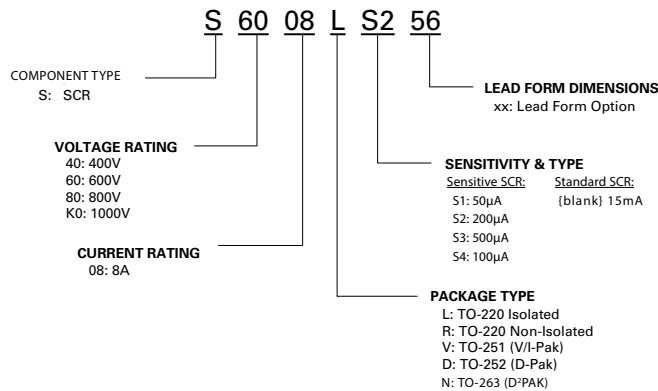 S 60 08 L S2 56
COMPONENT TYPE
S: SCR
VOLTAGE RATING
40: 400V
60: 600V
80: 800V
K0: 1000V
CURRENT RATING
08: 8A
LEAD FORM DIMENSIONS
xx: Lead Form Option
SENSITIVITY & TYPE
Sensitive SCR: Standard SCR:
S1: 50µA {blank} 15mA
S2: 200µA
S3: 500µA
S4: 100µA
PACKAGE TYPE
L: TO-220 Isolated
R: TO-220 Non-Isolated
V: TO-251 (V/I-Pak)
D: TO-252 (D-Pak)
N: TO-263 (D²PAK)